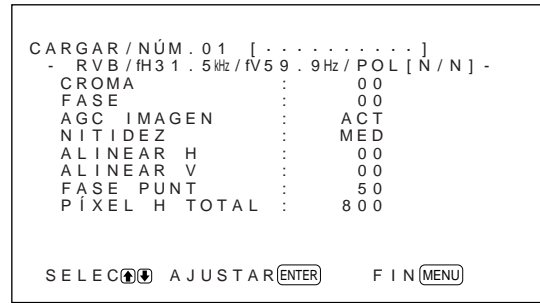 CARGAR/NÚM.01 [··········]
- RVB/fH31.5kHz/fV59.9Hz/POL[N/N]-
CROMA : 00
FASE : 00
AGC IMAGEN : ACT
NITIDEZ : MED
ALINEAR H : 00
ALINEAR V : 00
FASE PUNT : 50
PÍXEL H TOTAL : 800
SELEC⬆⬇ AJUSTAR ENTER FIN MENU